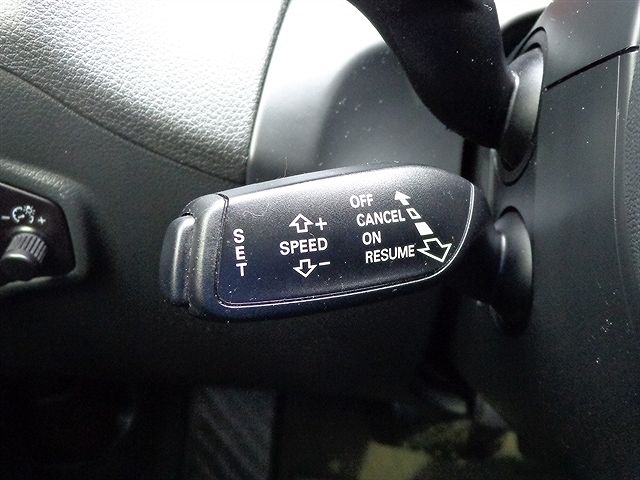 SET
+
SPEED
−
OFF
CANCEL
ON
RESUME
- +